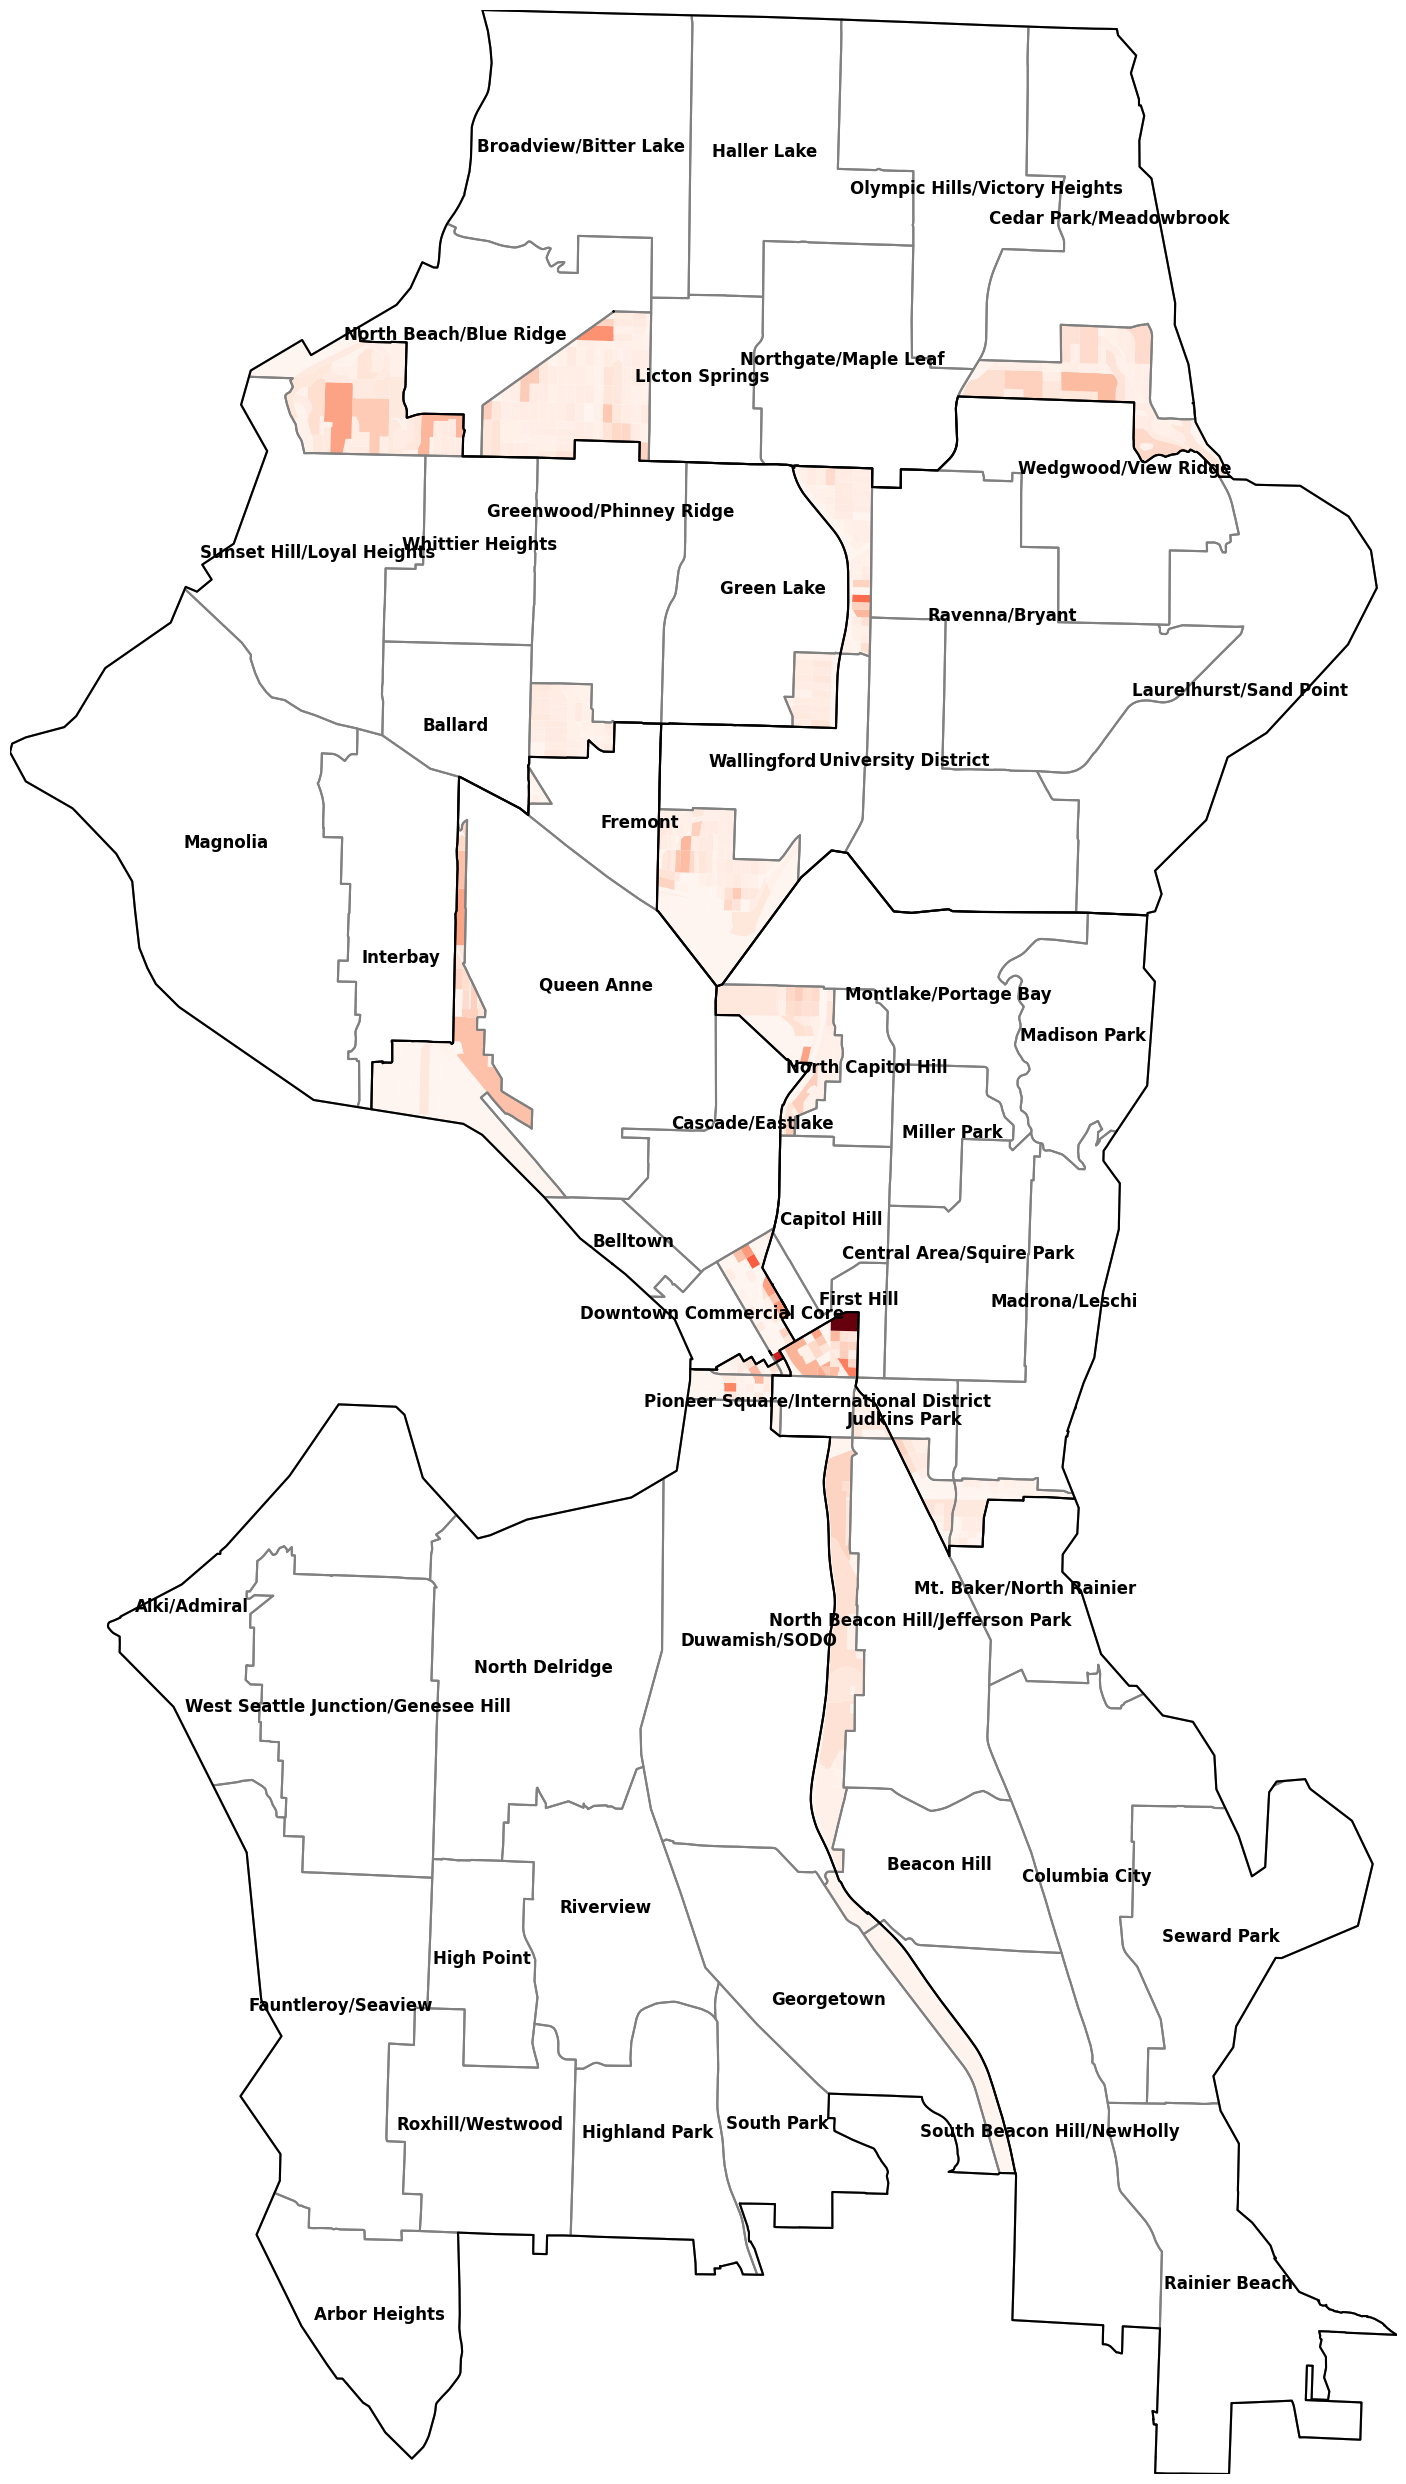 Broadview/Bitter Lake
Haller Lake
Olympic Hills/Victory Heights
Cedar Park/Meadowbrook
North Beach/Blue Ridge
Northgate/Maple Leaf
Licton Springs
Wedgwood/View Ridge
Greenwood/Phinney Ridge
Whittier Heights
Sunset Hill/Loyal Heights
Green Lake
Ravenna/Bryant
Laurelhurst/Sand Point
Ballard
Wallingford
University District
Fremont
Magnolia
Interbay
Queen Anne
Montlake/Portage Bay
Madison Park
North Capitol Hill
Cascade/Eastlake
Miller Park
Capitol Hill
Belltown
Central Area/Squire Park
First Hill
Madrona/Leschi
Downtown Commercial Core
Pioneer Square/International District
Judkins Park
Mt. Baker/North Rainier
Alki/Admiral
North Beacon Hill/Jefferson Park
Duwamish/SODO
North Delridge
West Seattle Junction/Genesee Hill
Beacon Hill
Columbia City
Riverview
Seward Park
High Point
Georgetown
Fauntleroy/Seaview
Roxhill/Westwood
South Park
Highland Park
South Beacon Hill/NewHolly
Rainier Beach
Arbor Heights